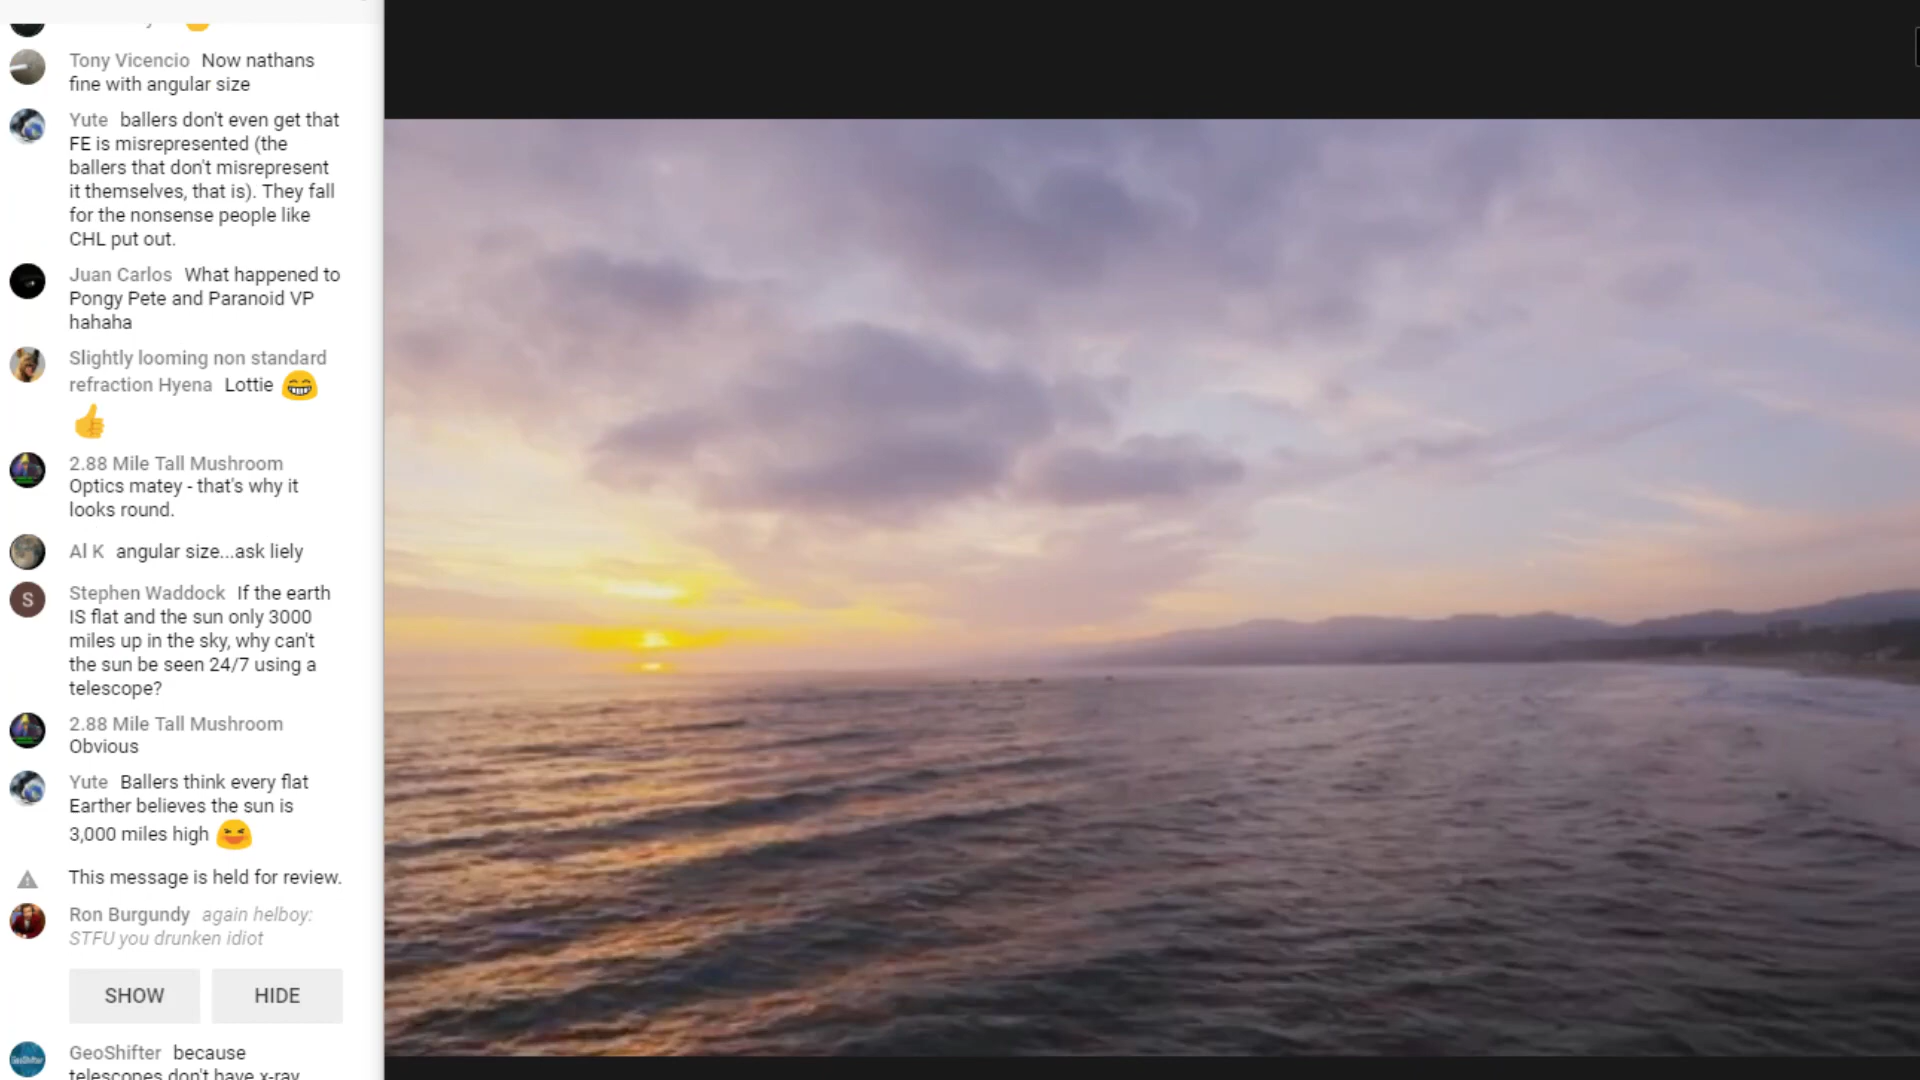 Tony Vicencio Now nathans
fine with angular size
Yute ballers don't even get that
FE is misrepresented (the
ballers that don't misrepresent
it themselves, that is). They fall
for the nonsense people like
CHL put out.
Juan Carlos What happened to
Pongy Pete and Paranoid VP
hahaha
Slightly looming non standard
refraction Hyena Lottie 😁
👍
2.88 Mile Tall Mushroom
Optics matey - that's why it
looks round.
Al K angular size...ask liely
S Stephen Waddock If the earth
IS flat and the sun only 3000
miles up in the sky, why can't
the sun be seen 24/7 using a
telescope?
2.88 Mile Tall Mushroom
Obvious
Yute Ballers think every flat
Earther believes the sun is
3,000 miles high 😆
This message is held for review.
Ron Burgundy again helboy:
STFU you drunken idiot
SHOW HIDE
GeoShifter GeoShifter because
telescopes don't have x-ray